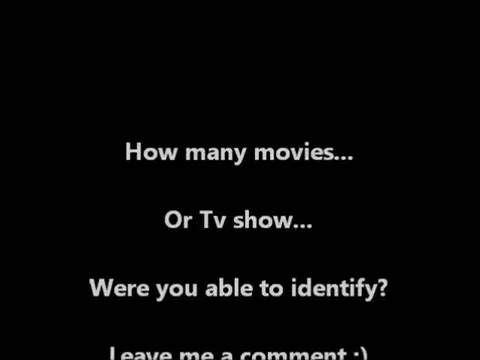 How many movies...
Or Tv show...
Were you able to identify?
Leave me a comment :)